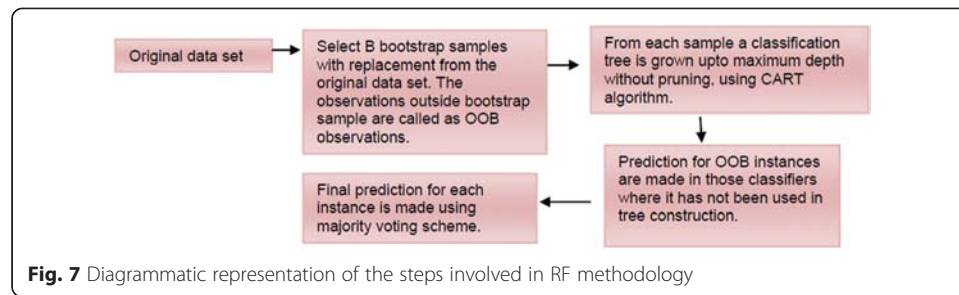 Original data set
Select B bootstrap samples
with replacement from the
original data set. The
observations outside bootstrap
sample are called as OOB
observations.
From each sample a classification
tree is grown upto maximum depth
without pruning, using CART
algorithm.
Prediction for OOB instances
are made in those classifiers
where it has not been used in
tree construction.
Final prediction for each
instance is made using
majority voting scheme.
Fig. 7 Diagrammatic representation of the steps involved in RF methodology